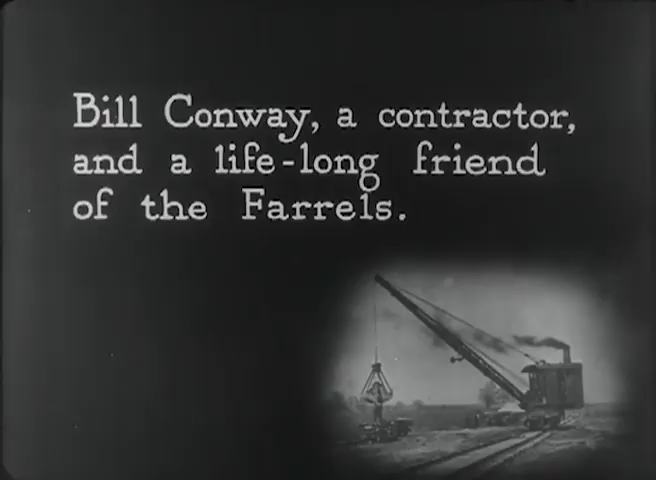 Bill Conway, a contractor,
and a life-long friend
of the Farrels.